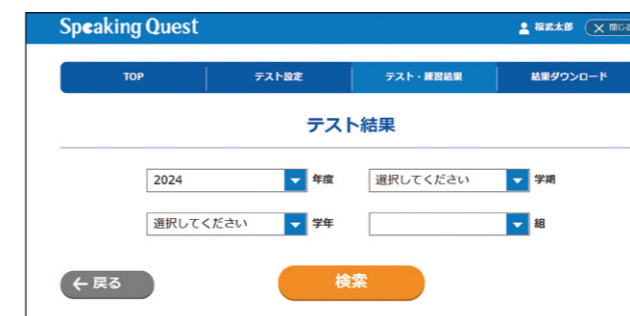 Speaking Quest
福武太郎
TOP テスト設定 テスト・練習結果 結果ダウンロード
テスト結果
2024 年度 選択してください 学期
選択してください 学年 組
戻る 検索